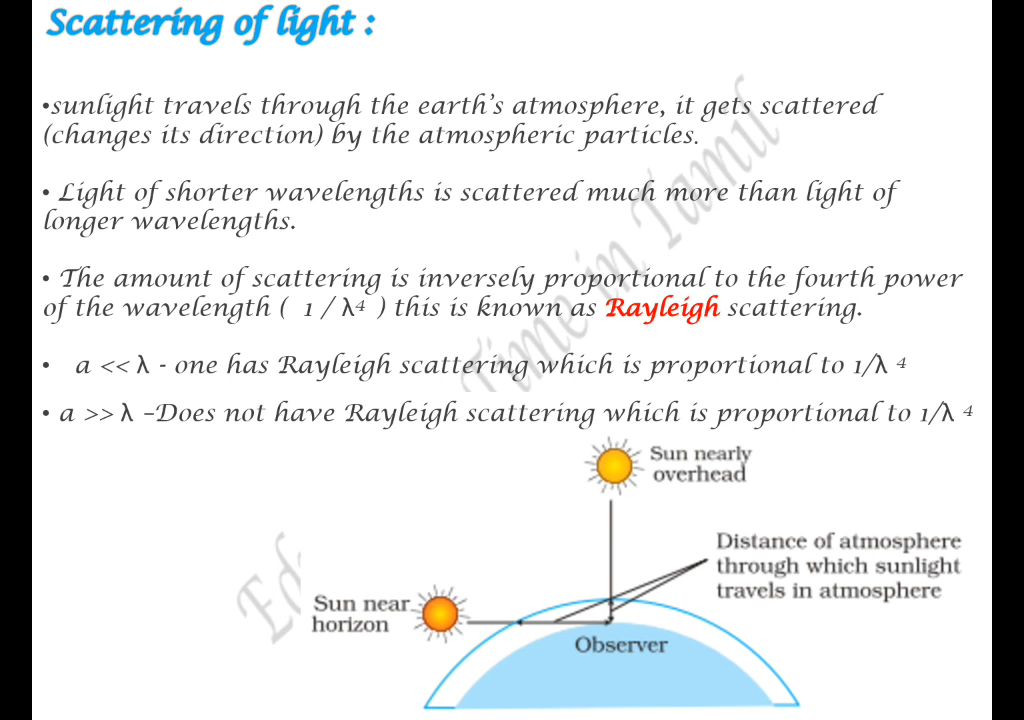 Scattering of light :
•sunlight travels through the earth's atmosphere, it gets scattered
(changes its direction) by the atmospheric particles.
• Light of shorter wavelengths is scattered much more than light of
longer wavelengths.
• The amount of scattering is inversely proportional to the fourth power
of the wavelength ( 1 / λ⁴ ) this is known as Rayleigh scattering.
• a << λ - one has Rayleigh scattering which is proportional to 1/λ ⁴
• a >> λ –Does not have Rayleigh scattering which is proportional to 1/λ ⁴
Sun nearly
overhead
Distance of atmosphere
through which sunlight
travels in atmosphere
Sun near
horizon
Observer
Time in Tamil